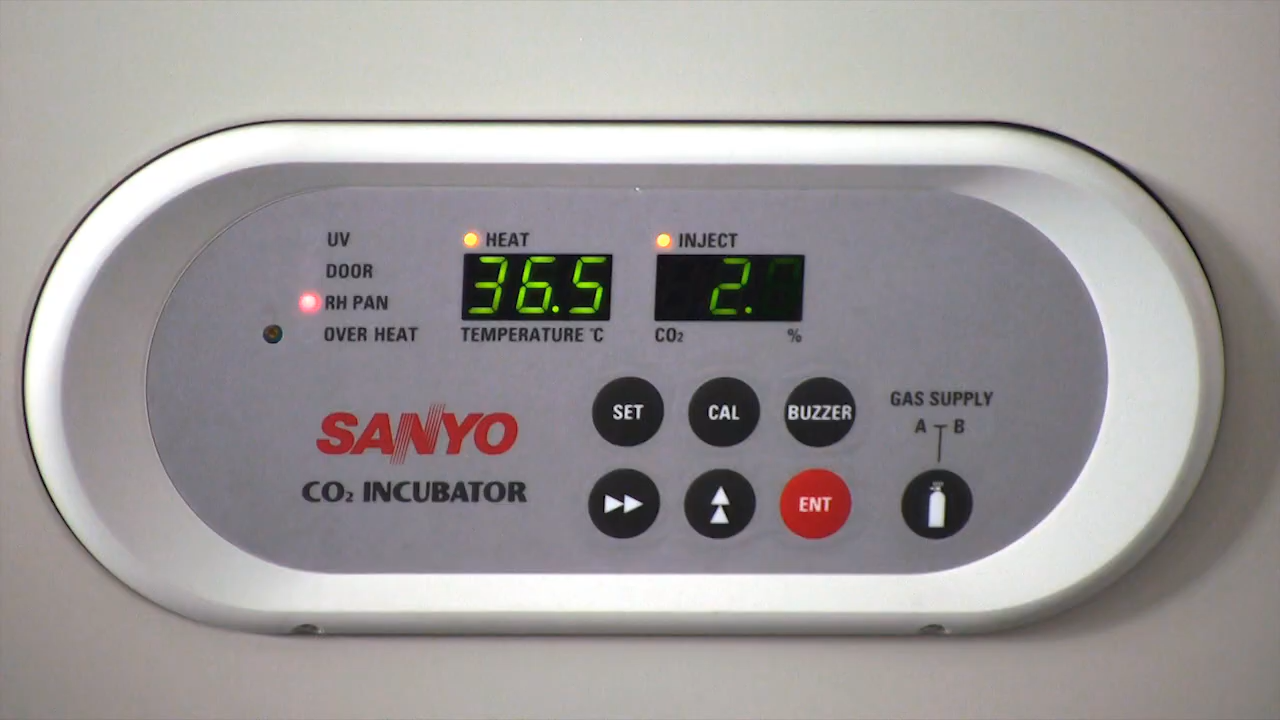 UV
HEAT
INJECT
DOOR
36.5
2.
RH PAN
OVER HEAT
TEMPERATURE °C
CO₂ %
SET
CAL
BUZZER
GAS SUPPLY
A B
SANYO
CO₂ INCUBATOR
ENT